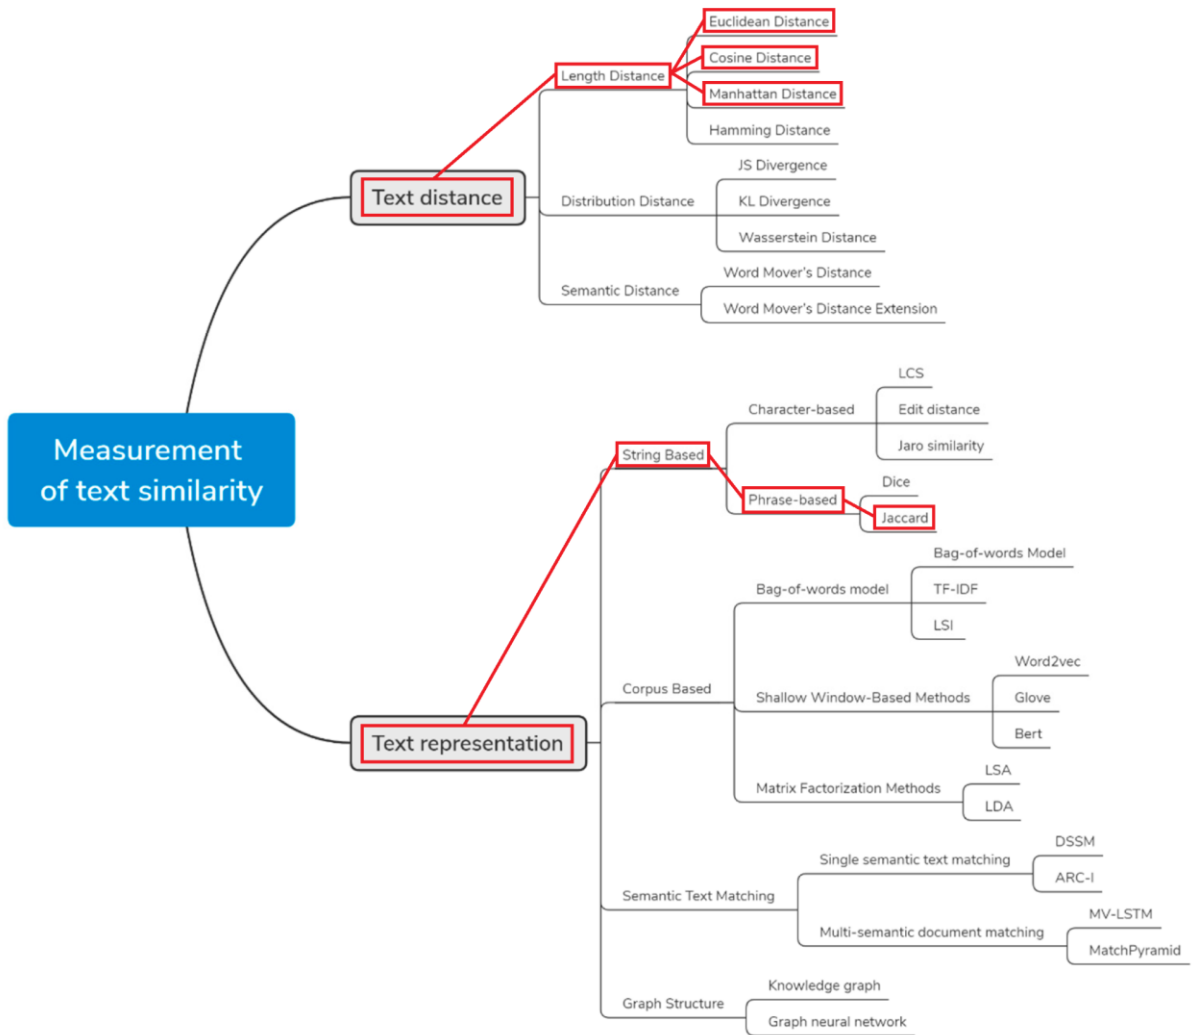 Euclidean Distance
Cosine Distance
Length Distance
Manhattan Distance
Hamming Distance
Text distance
JS Divergence
Distribution Distance
KL Divergence
Wasserstein Distance
Word Mover's Distance
Semantic Distance
Word Mover's Distance Extension
Measurement
of text similarity
LCS
Character-based
Edit distance
Jaro similarity
String Based
Dice
Phrase-based
Jaccard
Bag-of-words Model
Bag-of-words model
TF-IDF
LSI
Word2vec
Corpus Based
Shallow Window-Based Methods
Glove
Bert
Text representation
LSA
Matrix Factorization Methods
LDA
DSSM
Single semantic text matching
ARC-I
Semantic Text Matching
MV-LSTM
Multi-semantic document matching
MatchPyramid
Knowledge graph
Graph Structure
Graph neural network